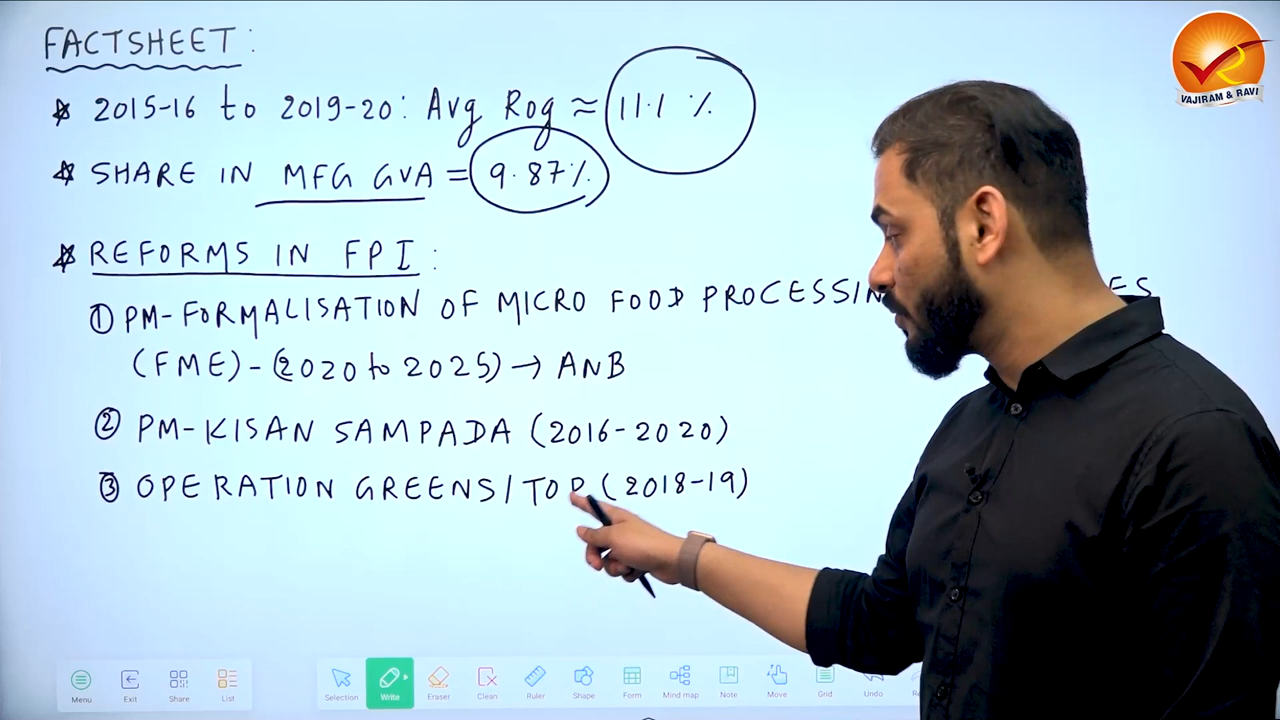 FACTSHEET:
VAJIRAM & RAVI
2015-16 to 2019-20: Avg Rog ≈ 11.1 %
SHARE IN MFG GVA = 9.87%
REFORMS IN FPI:
① PM-FORMALISATION OF MICRO FOOD PROCESSIN ES
(FME) - (2020 to 2025) → ANB
② PM-KISAN SAMPADA (2016-2020)
③ OPERATION GREENS/TOP (2018-19)
Menu Exit Share List Selection Write Eraser Clean Ruler Shape Form Mind map Note Move Grid Undo